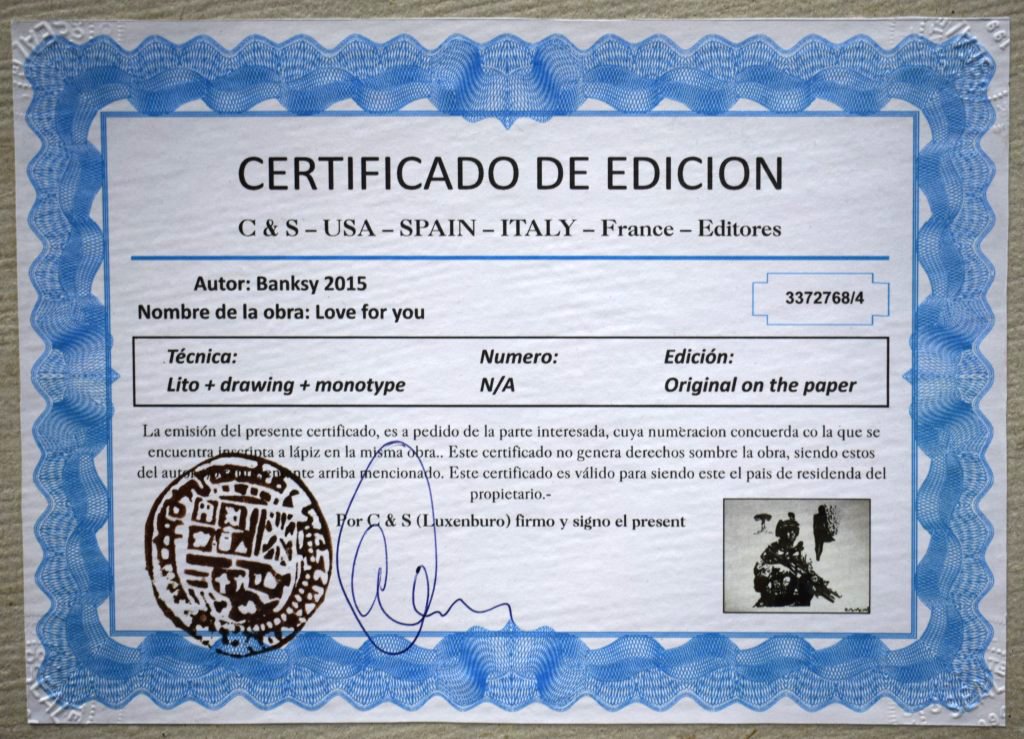 CERTIFICADO DE EDICION
C & S – USA – SPAIN – ITALY – France – Editores
Autor: Banksy 2015
3372768/4
Nombre de la obra: Love for you
Técnica: Numero: Edición:
Lito + drawing + monotype N/A Original on the paper
La emisión del presente certificado, es a pedido de la parte interesada, cuya numèracion concuerda co la que se
encuentra inscripta a lápiz en la misma obra.. Este certificado no genera derechos sombre la obra, siendo estos
del autor arriba mencionado. Este certificado es válido para siendo este el pais de residenda del
propietario.-
Por C & S (Luxenburo) firmo y signo el present